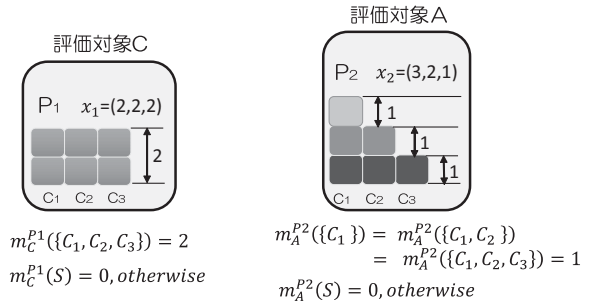 評価対象C
P₁ x₁=(2,2,2)
2
C₁ C₂ C₃
m_C^{P1}({C₁, C₂, C₃}) = 2
m_C^{P1}(S) = 0, otherwise
評価対象A
P₂ x₂=(3,2,1)
1
1
1
C₁ C₂ C₃
m_A^{P2}({C₁ }) = m_A^{P2}({C₁, C₂ })
= m_A^{P2}({C₁, C₂, C₃}) = 1
m_A^{P2}(S) = 0, otherwise